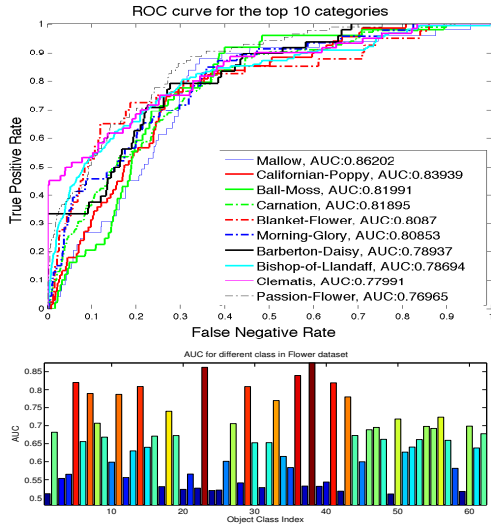 ROC curve for the top 10 categories
True Positive Rate
1
0.9
0.8
0.7
0.6
0.5
0.4
0.3
0.2
0.1
0
Mallow, AUC:0.86202
Californian-Poppy, AUC:0.83939
Ball-Moss, AUC:0.81991
Carnation, AUC:0.81895
Blanket-Flower, AUC:0.8087
Morning-Glory, AUC:0.80853
Barberton-Daisy, AUC:0.78937
Bishop-of-Llandaff, AUC:0.78694
Clematis, AUC:0.77991
Passion-Flower, AUC:0.76965
0 0.1 0.2 0.3 0.4 0.5 0.6 0.7 0.8 0.9 1
False Negative Rate
AUC for different class in Flower dataset
AUC
0.85
0.8
0.75
0.7
0.65
0.6
0.55
0.5
10 20 30 40 50 60
Object Class Index